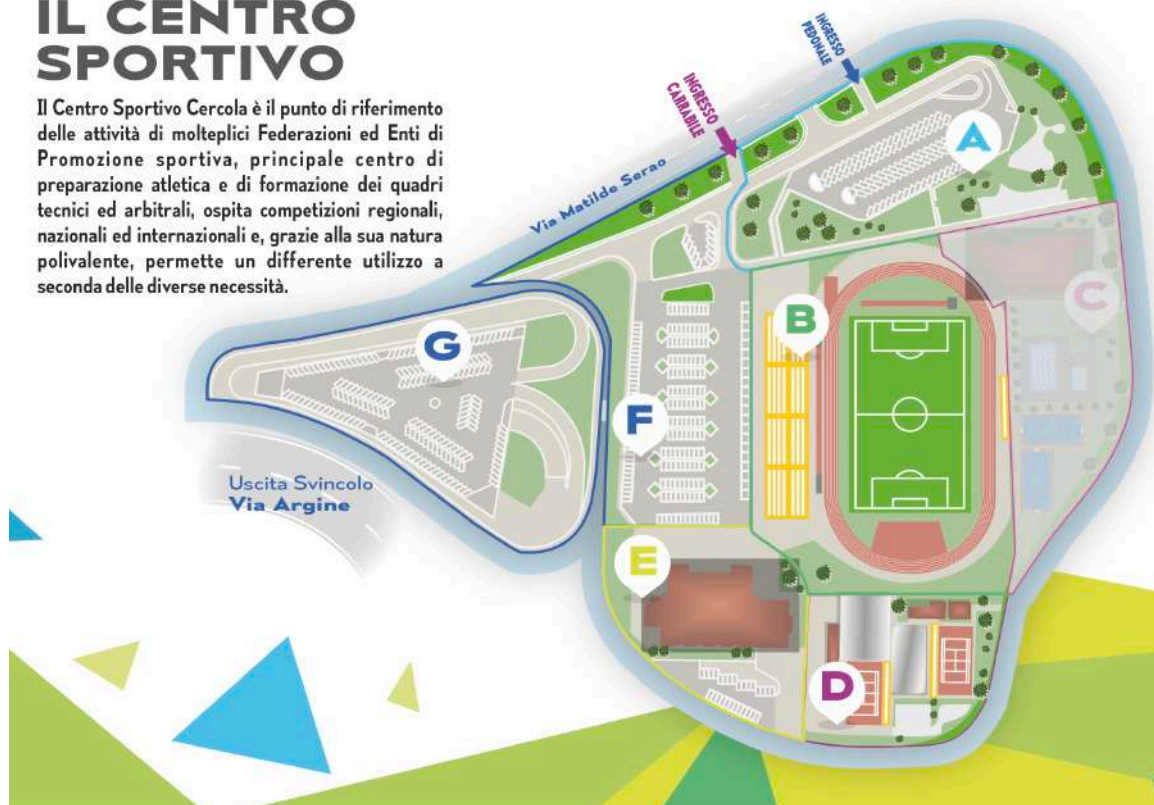 IL CENTRO
SPORTIVO
Il Centro Sportivo Cercola è il punto di riferimento
delle attività di molteplici Federazioni ed Enti di
Promozione sportiva, principale centro di
preparazione atletica e di formazione dei quadri
tecnici ed arbitrali, ospita competizioni regionali,
nazionali ed internazionali e, grazie alla sua natura
polivalente, permette un differente utilizzo a
seconda delle diverse necessità.
INGRESSO
PEDONALE
INGRESSO
CARRABILE
Via Matilde Serao
A
C
B
G
F
Uscita Svincolo
Via Argine
E
D